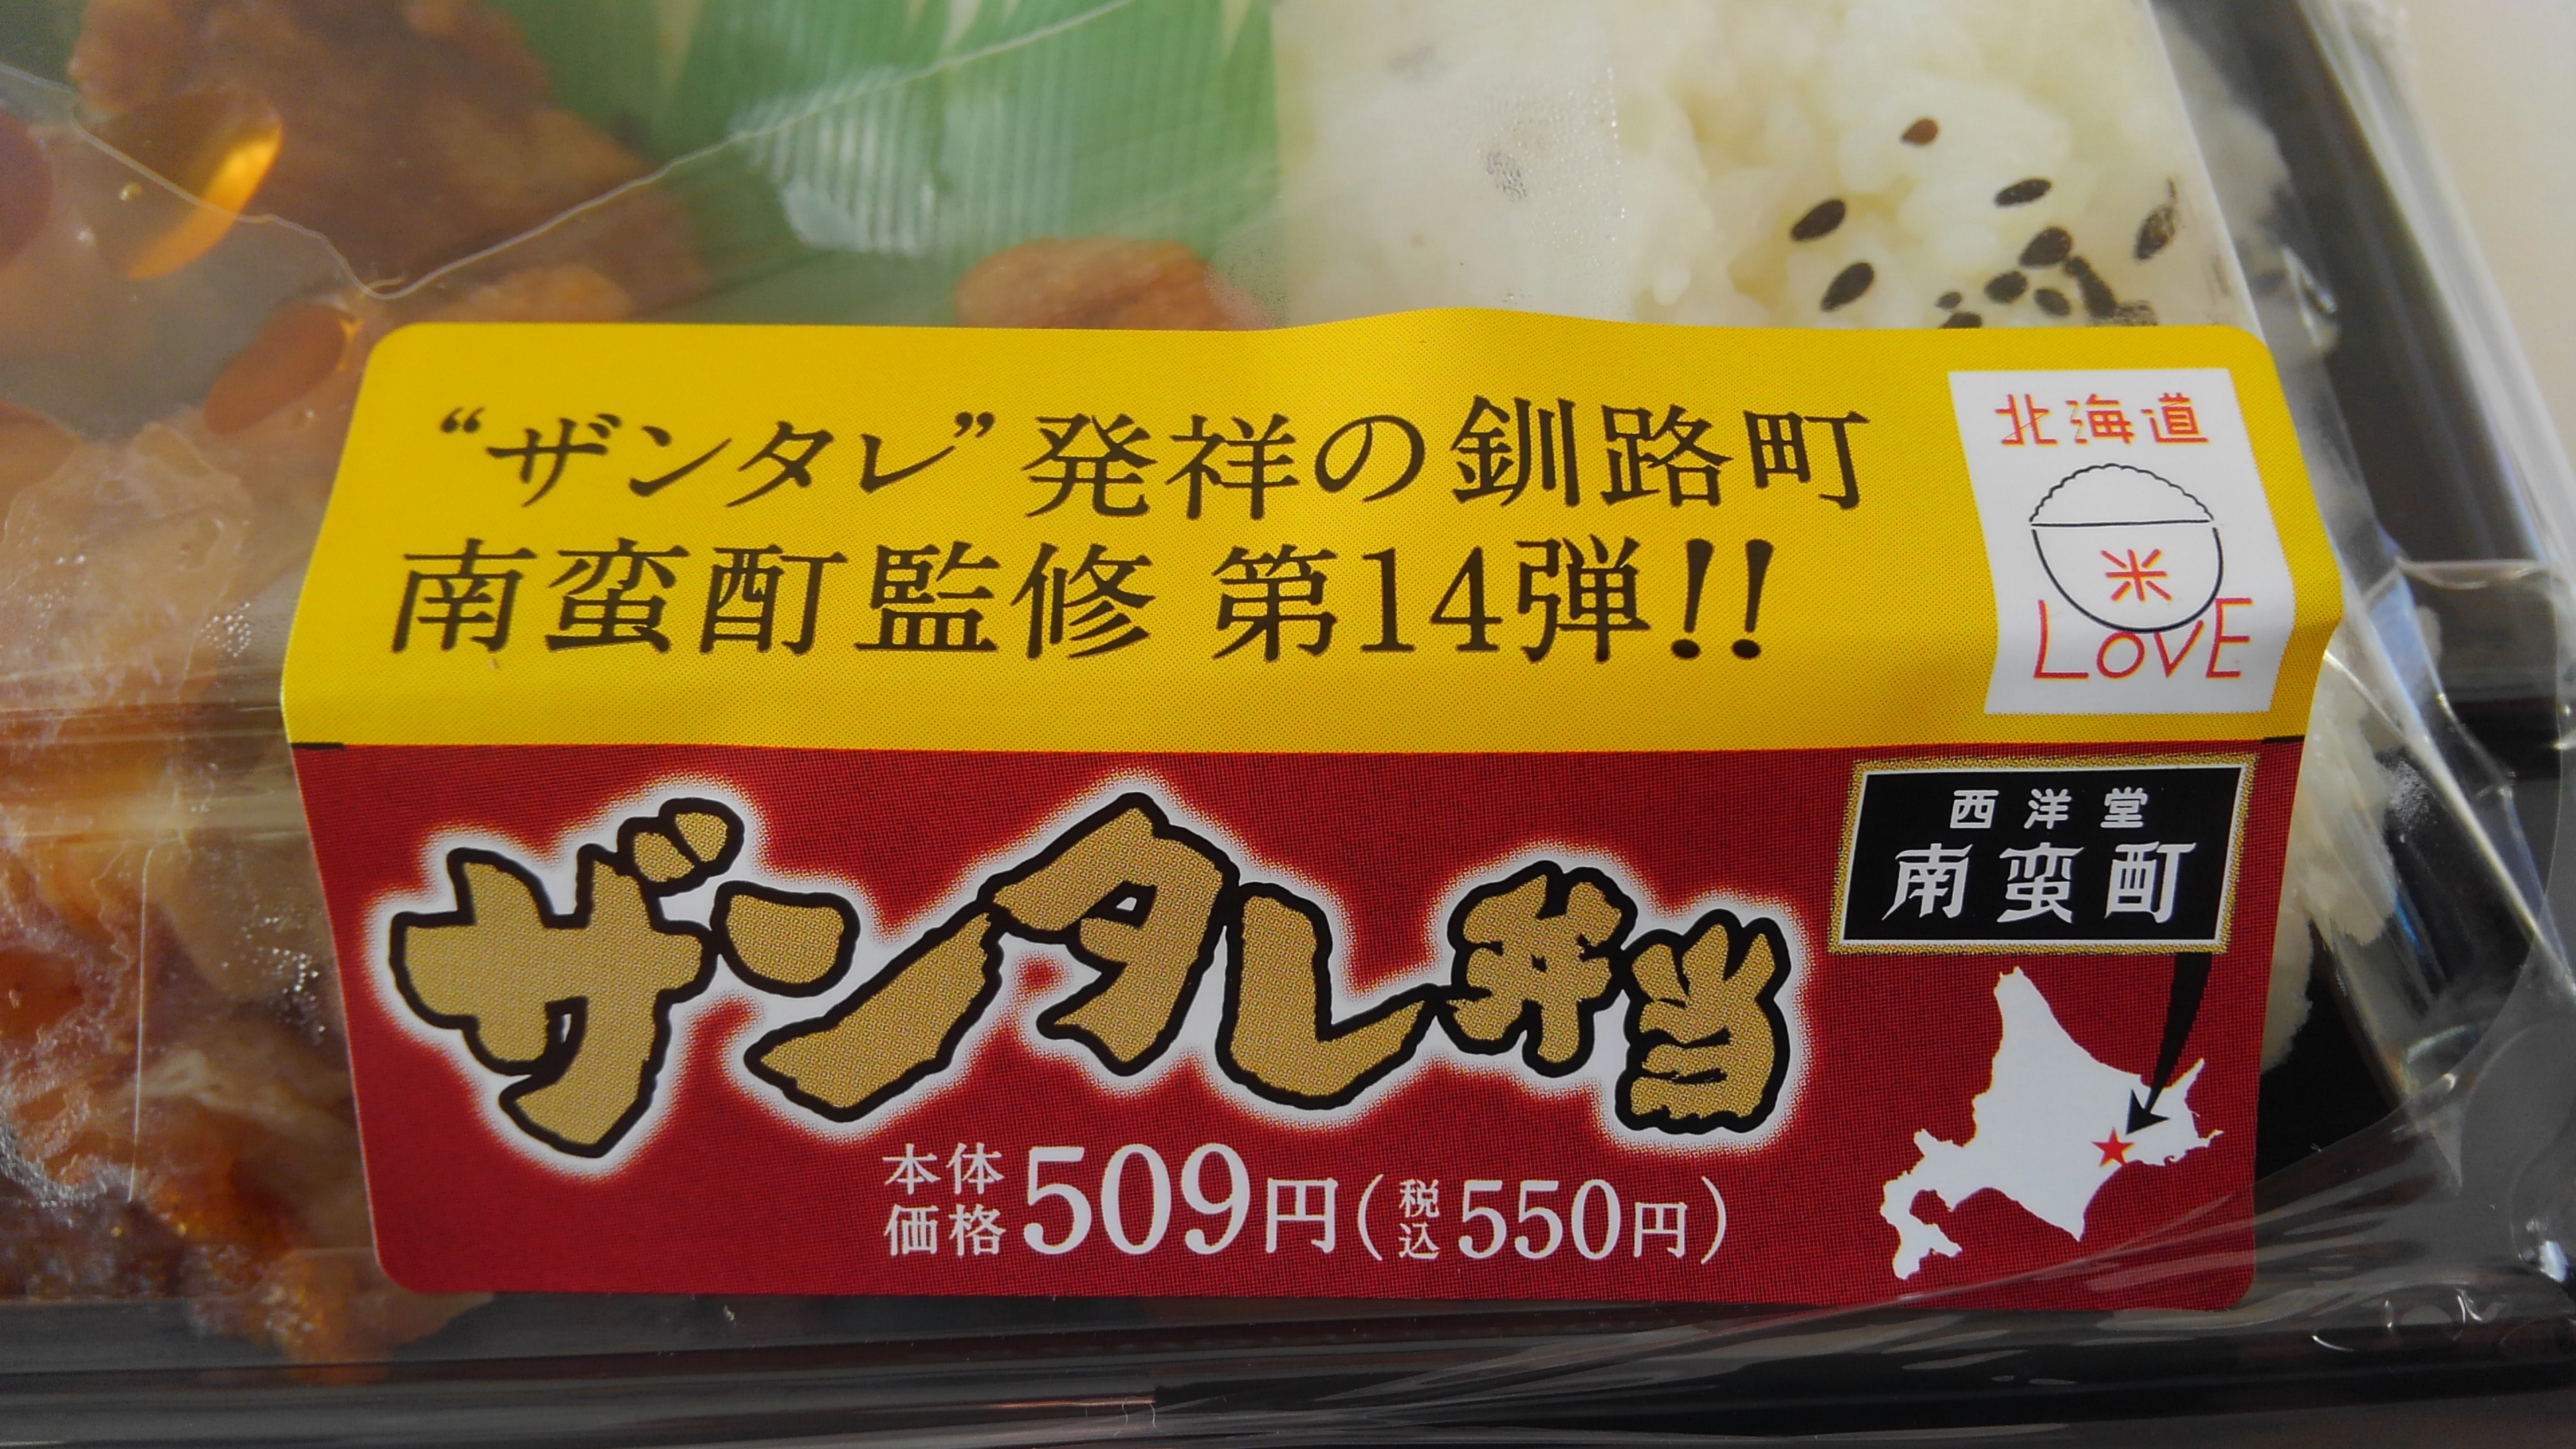 “ザンタレ”発祥の釧路町
南蛮酊監修 第14弾!!
北海道
米
LOVE
西洋堂
南蛮酊
ザンタレ弁当
本体価格509円(税込550円)